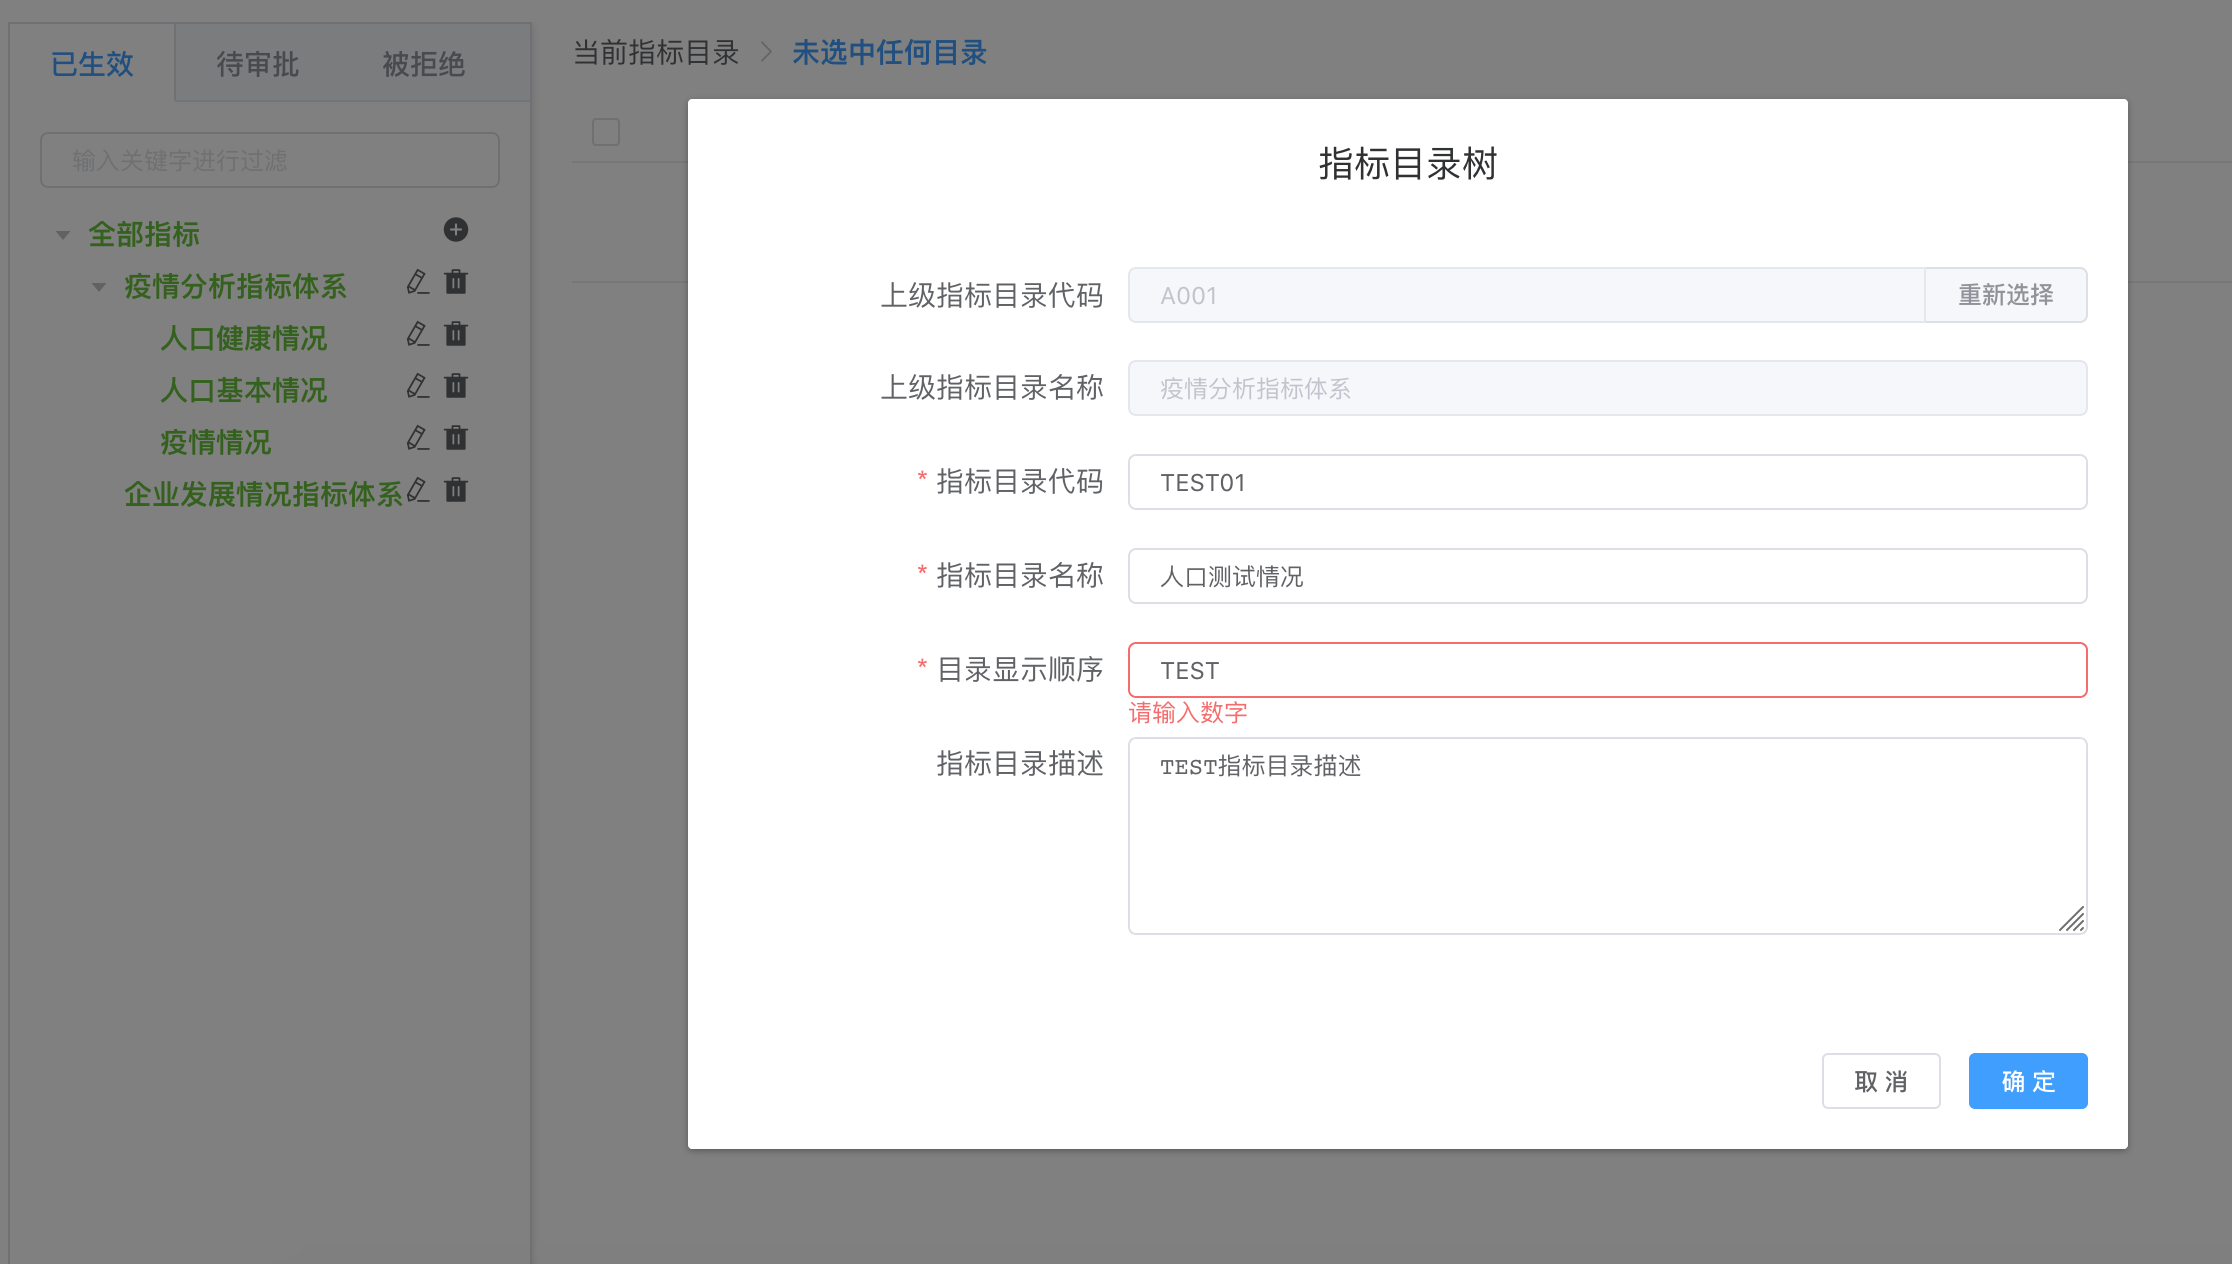 已生效 待审批 被拒绝
当前指标目录 > 未选中任何目录
输入关键字进行过滤
全部指标
疫情分析指标体系
人口健康情况
人口基本情况
疫情情况
企业发展情况指标体系
指标目录树
上级指标目录代码 A001 重新选择
上级指标目录名称 疫情分析指标体系
* 指标目录代码 TEST01
* 指标目录名称 人口测试情况
* 目录显示顺序 TEST
请输入数字
指标目录描述 TEST指标目录描述
取 消 确 定